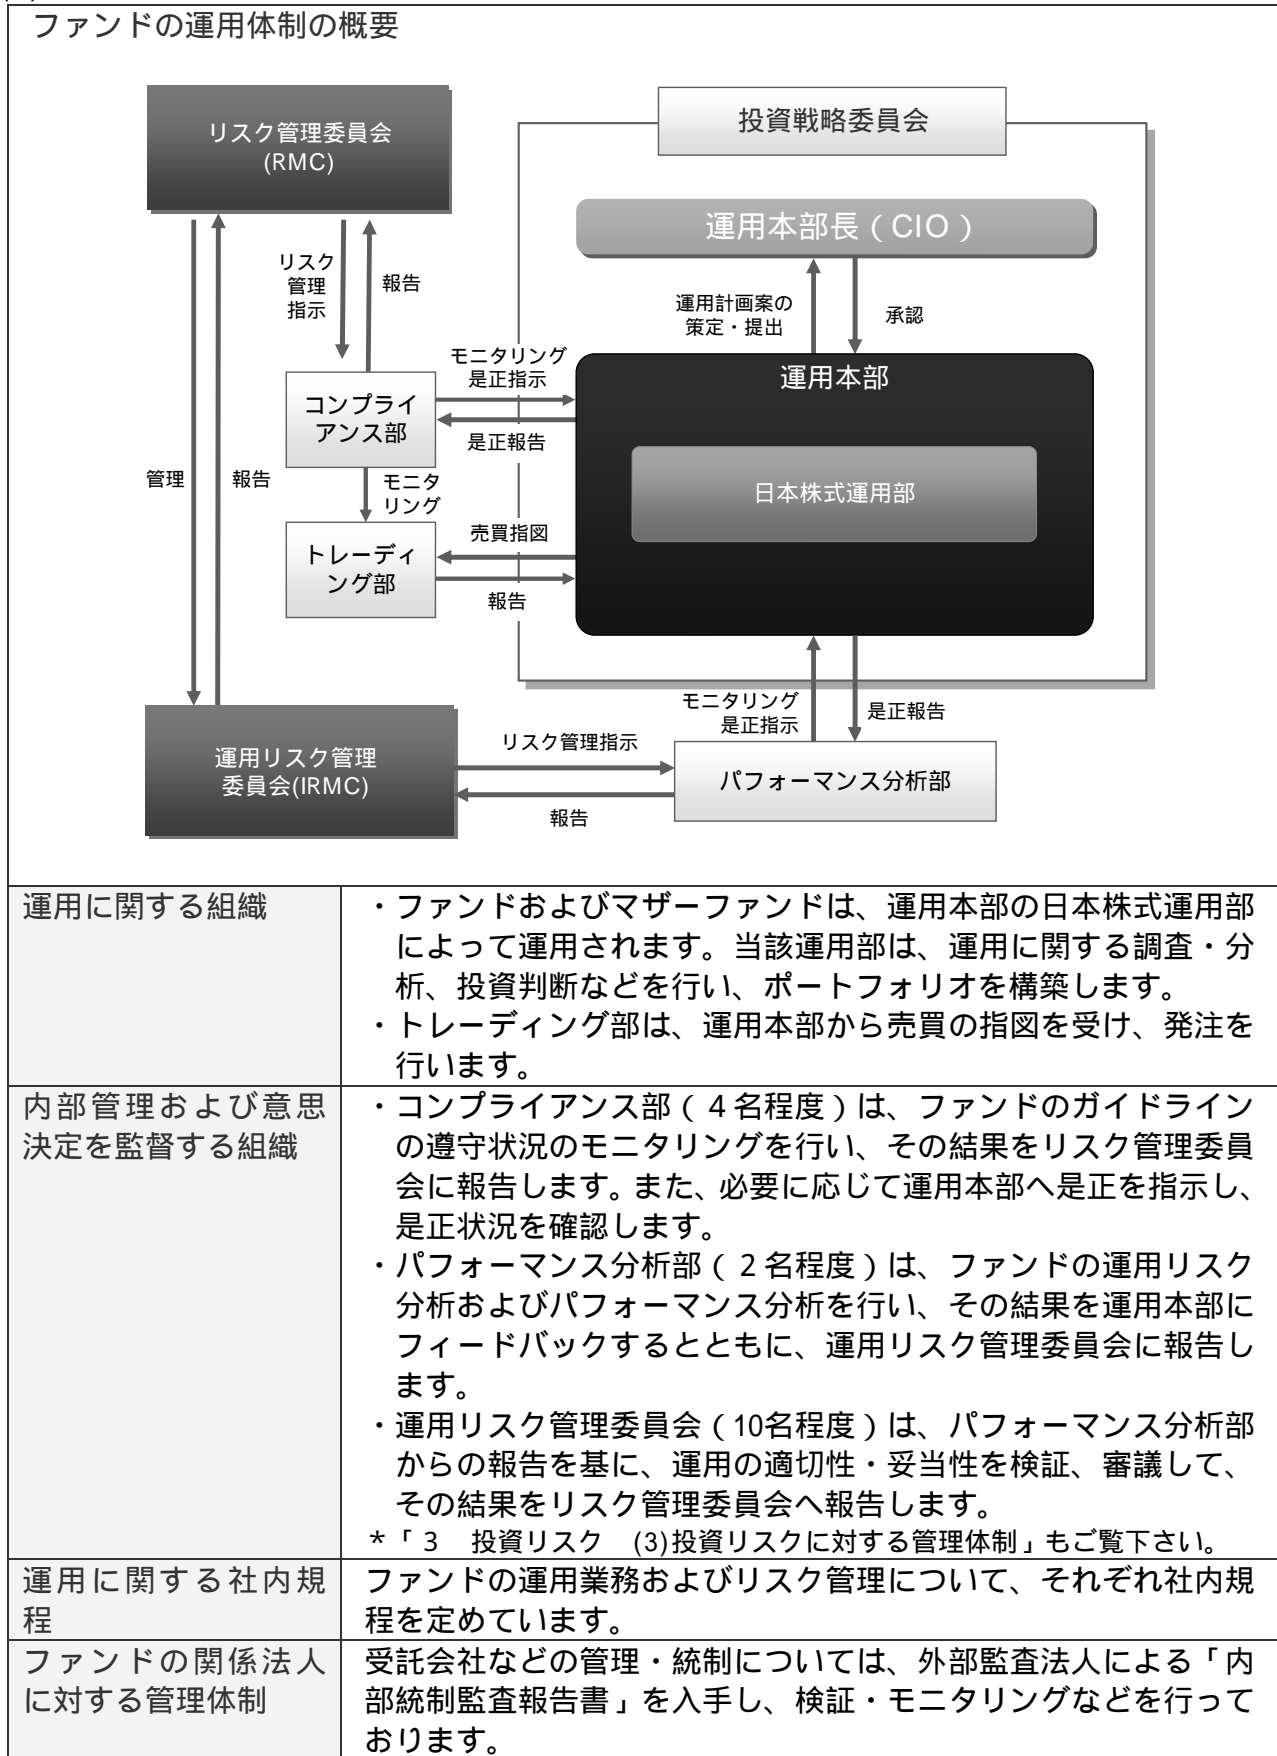 ファンドの運用体制の概要
リスク管理委員会
(RMC)
投資戦略委員会
運用本部長（CIO）
リスク
管理
指示
報告
運用計画案の
策定・提出
承認
モニタリング
是正指示
運用本部
コンプライ
アンス部
是正報告
管理
報告
モニタ
リング
日本株式運用部
売買指図
トレーディ
ング部
報告
モニタリング
是正指示
是正報告
運用リスク管理
委員会(IRMC)
リスク管理指示
パフォーマンス分析部
報告
運用に関する組織
・ファンドおよびマザーファンドは、運用本部の日本株式運用部
によって運用されます。当該運用部は、運用に関する調査・分
析、投資判断などを行い、ポートフォリオを構築します。
・トレーディング部は、運用本部から売買の指図を受け、発注を
行います。
内部管理および意思
決定を監督する組織
・コンプライアンス部（４名程度）は、ファンドのガイドライン
の遵守状況のモニタリングを行い、その結果をリスク管理委員
会に報告します。また、必要に応じて運用本部へ是正を指示し、
是正状況を確認します。
・パフォーマンス分析部（２名程度）は、ファンドの運用リスク
分析およびパフォーマンス分析を行い、その結果を運用本部に
フィードバックするとともに、運用リスク管理委員会に報告し
ます。
・運用リスク管理委員会（10名程度）は、パフォーマンス分析部
からの報告を基に、運用の適切性・妥当性を検証、審議して、
その結果をリスク管理委員会へ報告します。
＊「３　投資リスク　(3)投資リスクに対する管理体制」もご覧下さい。
運用に関する社内規
程
ファンドの運用業務およびリスク管理について、それぞれ社内規
程を定めています。
ファンドの関係法人
に対する管理体制
受託会社などの管理・統制については、外部監査法人による「内
部統制監査報告書」を入手し、検証・モニタリングなどを行って
おります。